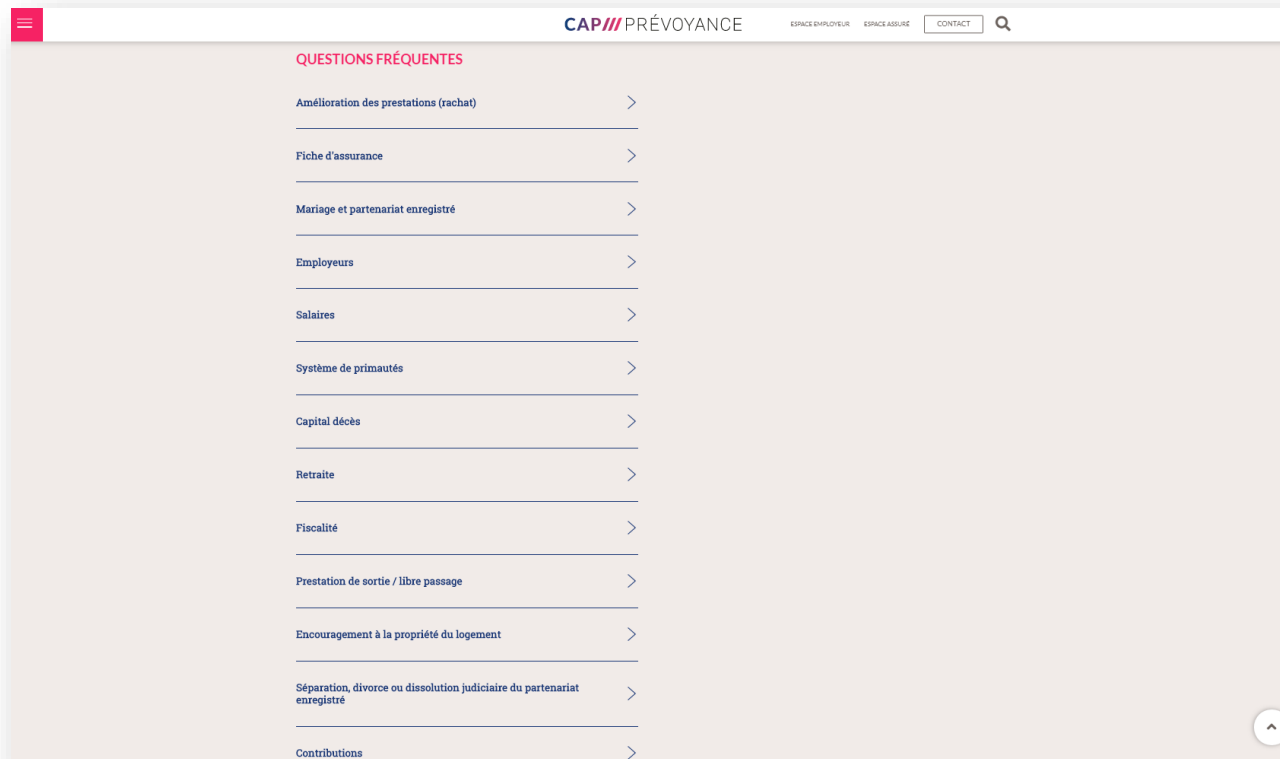 CAP///PRÉVOYANCE
ESPACE EMPLOYEUR
ESPACE ASSURÉ
CONTACT
QUESTIONS FRÉQUENTES
Amélioration des prestations (rachat)
Fiche d'assurance
Mariage et partenariat enregistré
Employeurs
Salaires
Système de primautés
Capital décès
Retraite
Fiscalité
Prestation de sortie / libre passage
Encouragement à la propriété du logement
Séparation, divorce ou dissolution judiciaire du partenariat
enregistré
Contributions